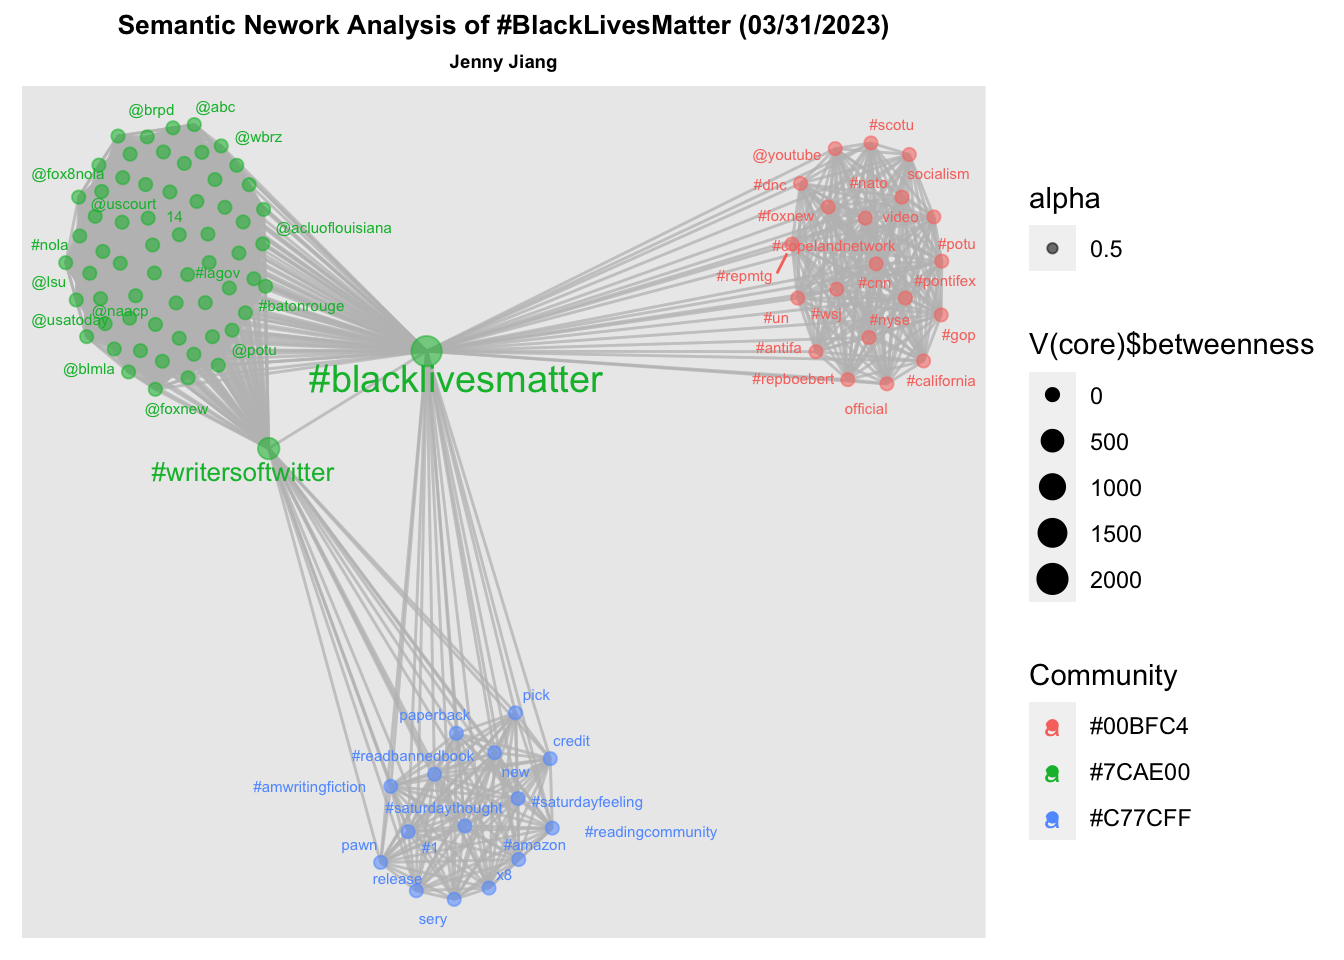 Semantic Nework Analysis of #BlackLivesMatter (03/31/2023)
Jenny Jiang
@brpd
@abc
@wbrz
@fox8nola
@uscourt
14
@acluoflouisiana
#nola
#lagov
@lsu
@naacp
#batonrouge
@usatoday
@potu
@blmla
@foxnew
#blacklivesmatter
#writersoftwitter
#scotu
@youtube
socialism
#dnc
#nato
#foxnew
video
#copelandnetwork
#potu
#repmtg
#cnn
#pontifex
#un
#wsj
#nyse
#gop
#antifa
#repboebert
#california
official
pick
paperback
credit
#readbannedbook
new
#amwritingfiction
#saturdaythought
#saturdayfeeling
#readingcommunity
pawn
#1
#amazon
release
x8
sery
alpha
0.5
V(core)$betweenness
0
500
1000
1500
2000
Community
a #00BFC4
a #7CAE00
a #C77CFF